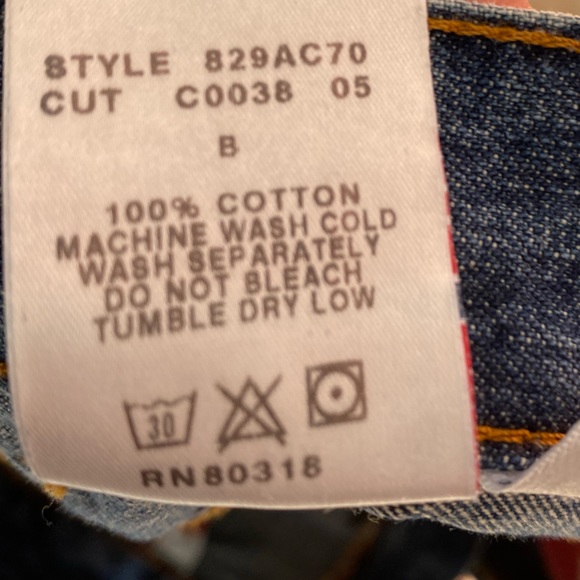 STYLE 829AC70
CUT C0038 05
B
100% COTTON
MACHINE WASH COLD
WASH SEPARATELY
DO NOT BLEACH
TUMBLE DRY LOW
30
RN80318